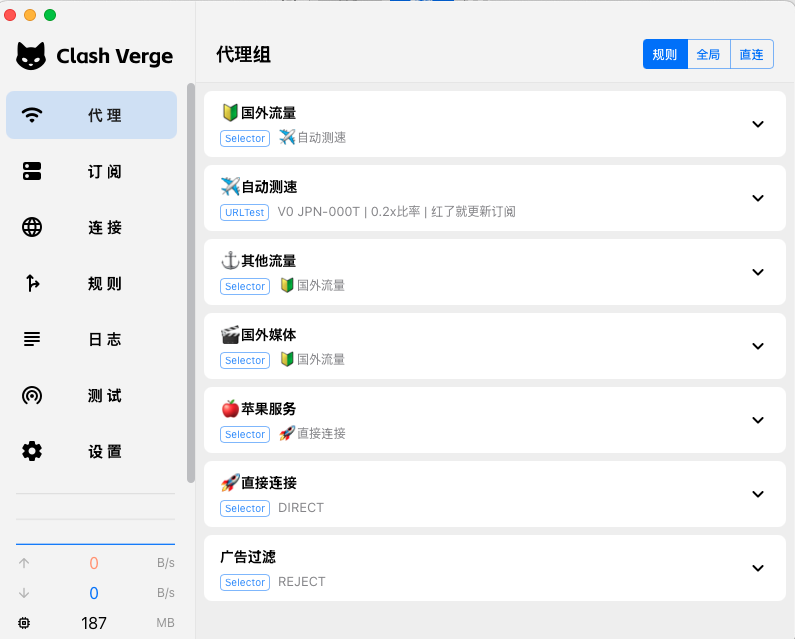 Clash Verge
代理
订阅
连接
规则
日志
测试
设置
0 B/s
0 B/s
187 MB
代理组
规则 全局 直连
🔰国外流量
Selector ✈️自动测速
✈️自动测速
URLTest V0 JPN-000T | 0.2x比率 | 红了就更新订阅
⚓其他流量
Selector 🔰国外流量
🎬国外媒体
Selector 🔰国外流量
🍎苹果服务
Selector 🚀直接连接
🚀直接连接
Selector DIRECT
广告过滤
Selector REJECT